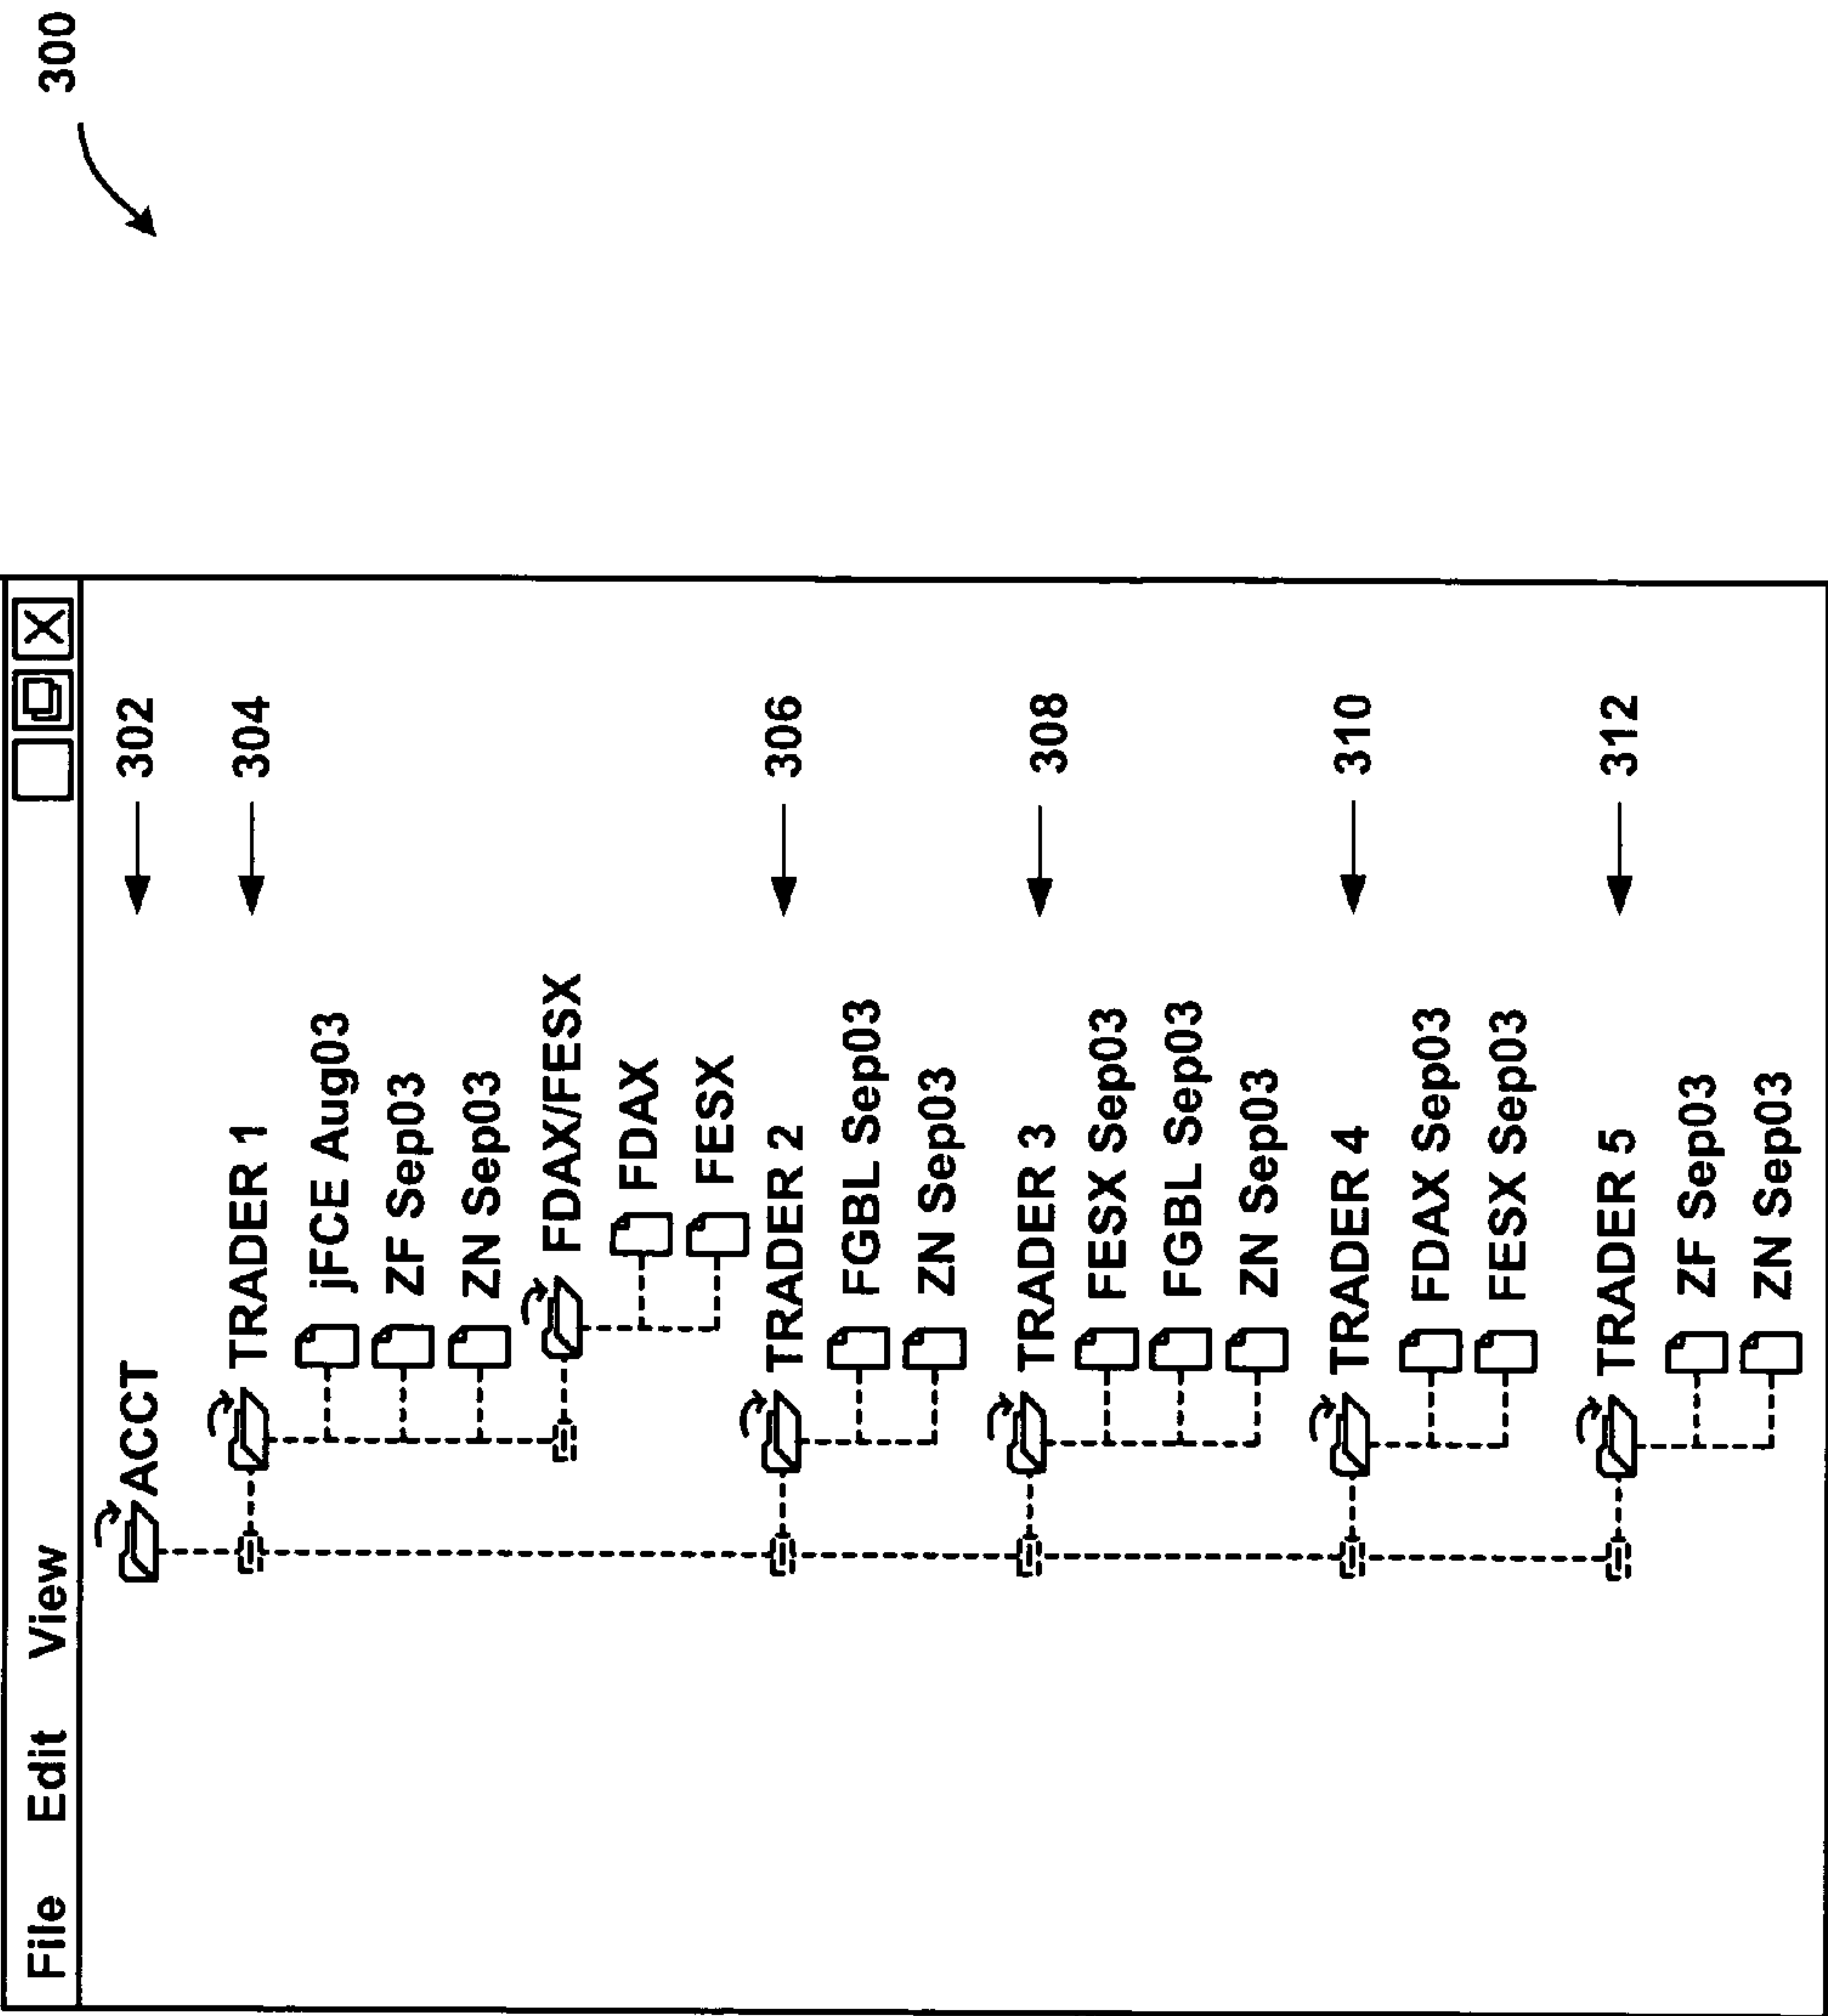 300
File Edit View X
ACCT 302
TRADER 1 304
jFCE Aug03
ZF Sep03
ZN Sep03
FDAX/FESX
FDAX
FESX
TRADER 2 306
FGBL Sep03
ZN Sep03
TRADER 3 308
FESX Sep03
FGBL Sep03
ZN Sep03
TRADER 4 310
FDAX Sep03
FESX Sep03
TRADER 5 312
ZF Sep03
ZN Sep03